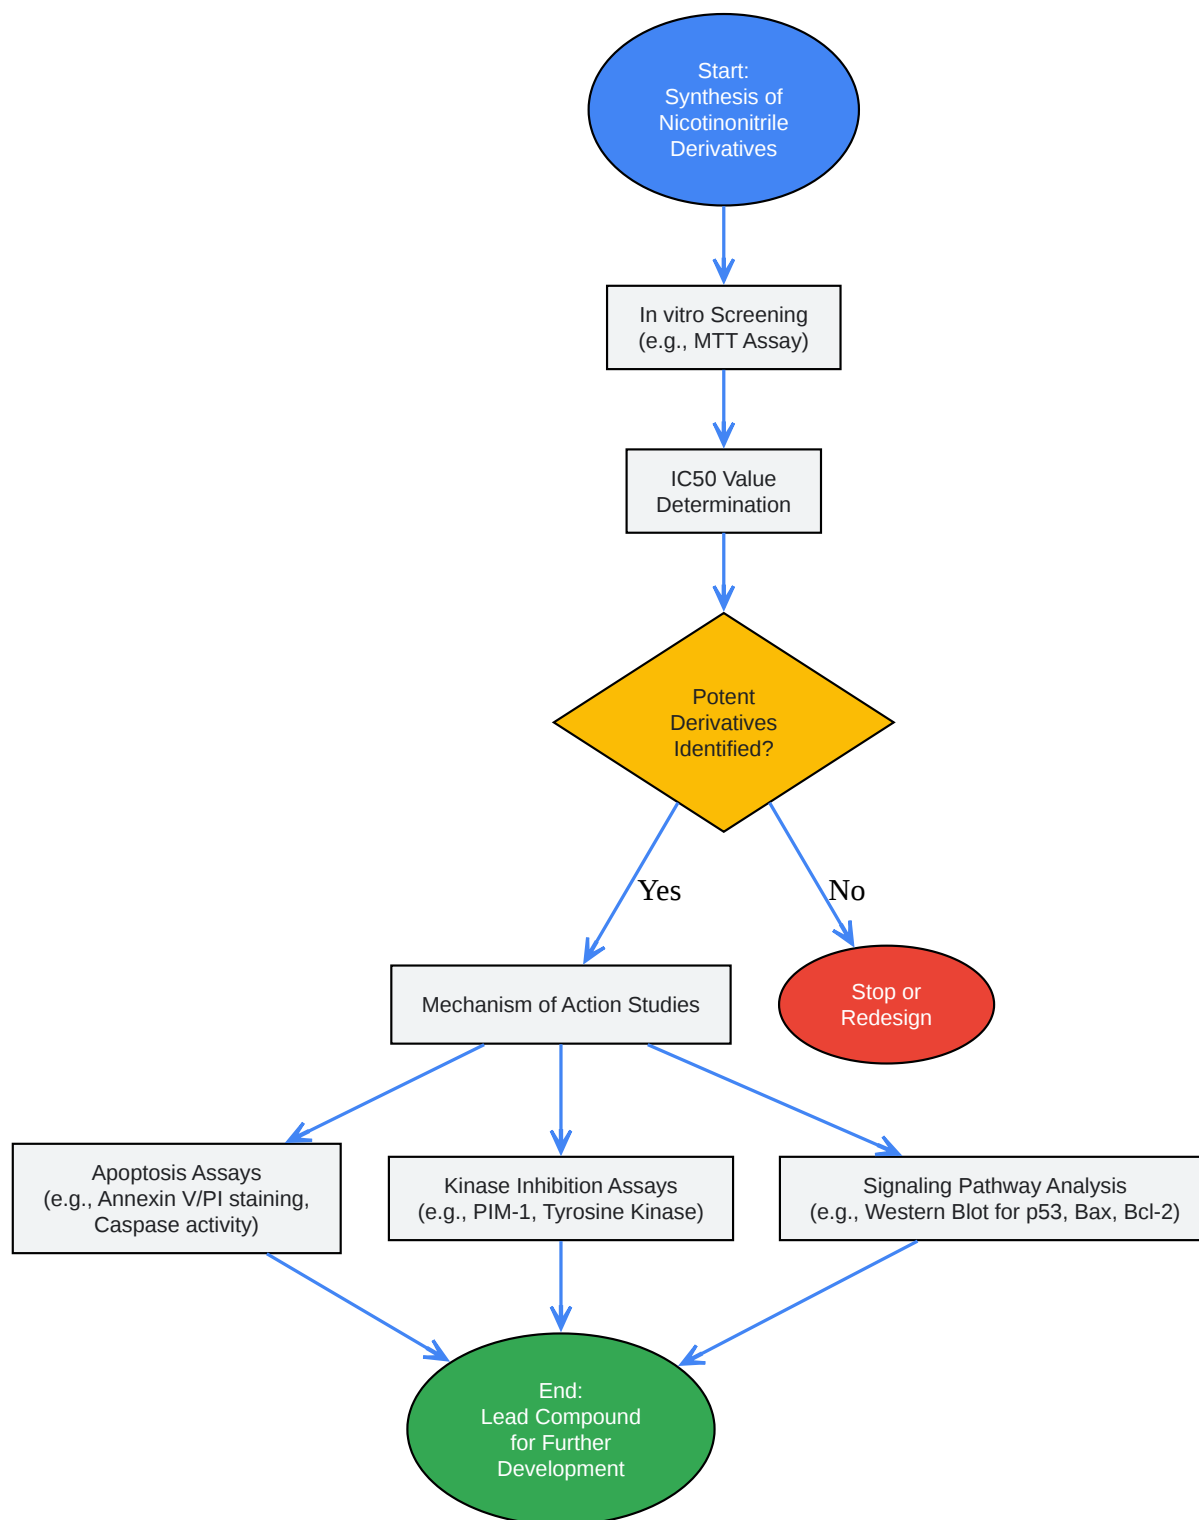 Start:
Synthesis of
Nicotinonitrile
Derivatives
In vitro Screening
(e.g., MTT Assay)
IC50 Value
Determination
Potent
Derivatives
Identified?
Yes
No
Mechanism of Action Studies
Stop or
Redesign
Apoptosis Assays
(e.g., Annexin V/PI staining,
Caspase activity)
Kinase Inhibition Assays
(e.g., PIM-1, Tyrosine Kinase)
Signaling Pathway Analysis
(e.g., Western Blot for p53, Bax, Bcl-2)
End:
Lead Compound
for Further
Development